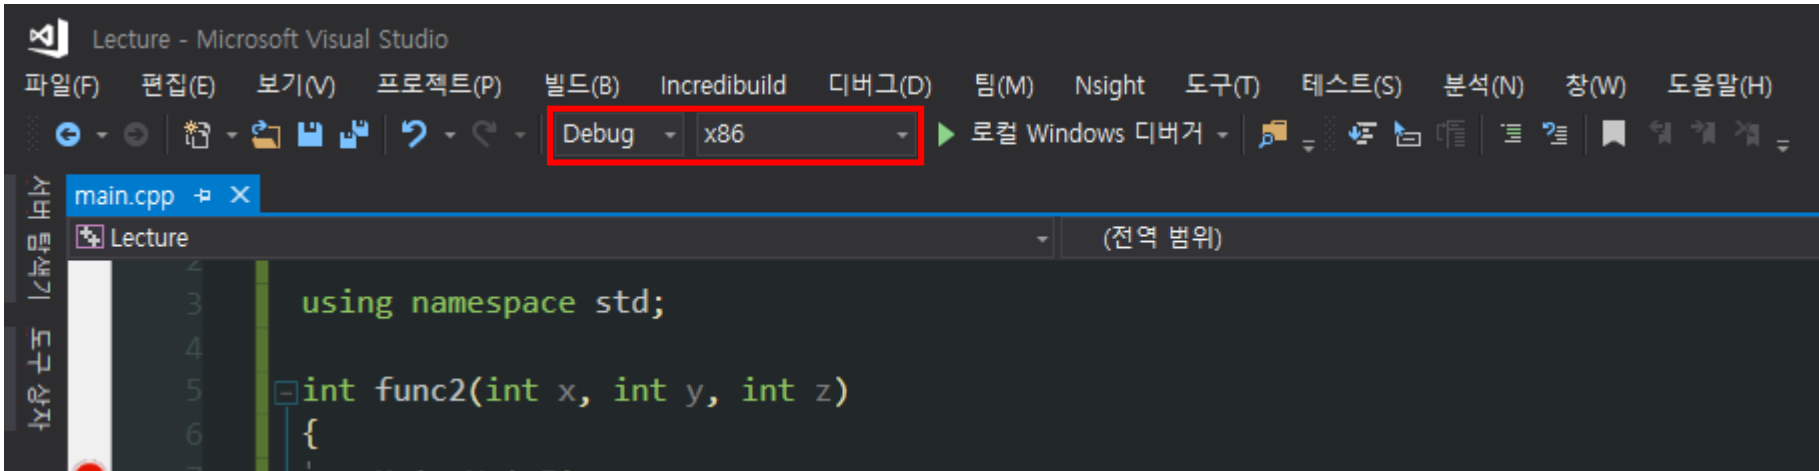 Lecture - Microsoft Visual Studio
파일(F) 편집(E) 보기(V) 프로젝트(P) 빌드(B) Incredibuild 디버그(D) 팀(M) Nsight 도구(T) 테스트(S) 분석(N) 창(W) 도움말(H)
Debug x86 로컬 Windows 디버거
서버 탐색기
도구 상자
main.cpp
Lecture (전역 범위)
2
3 using namespace std;
4
5 int func2(int x, int y, int z)
6 {